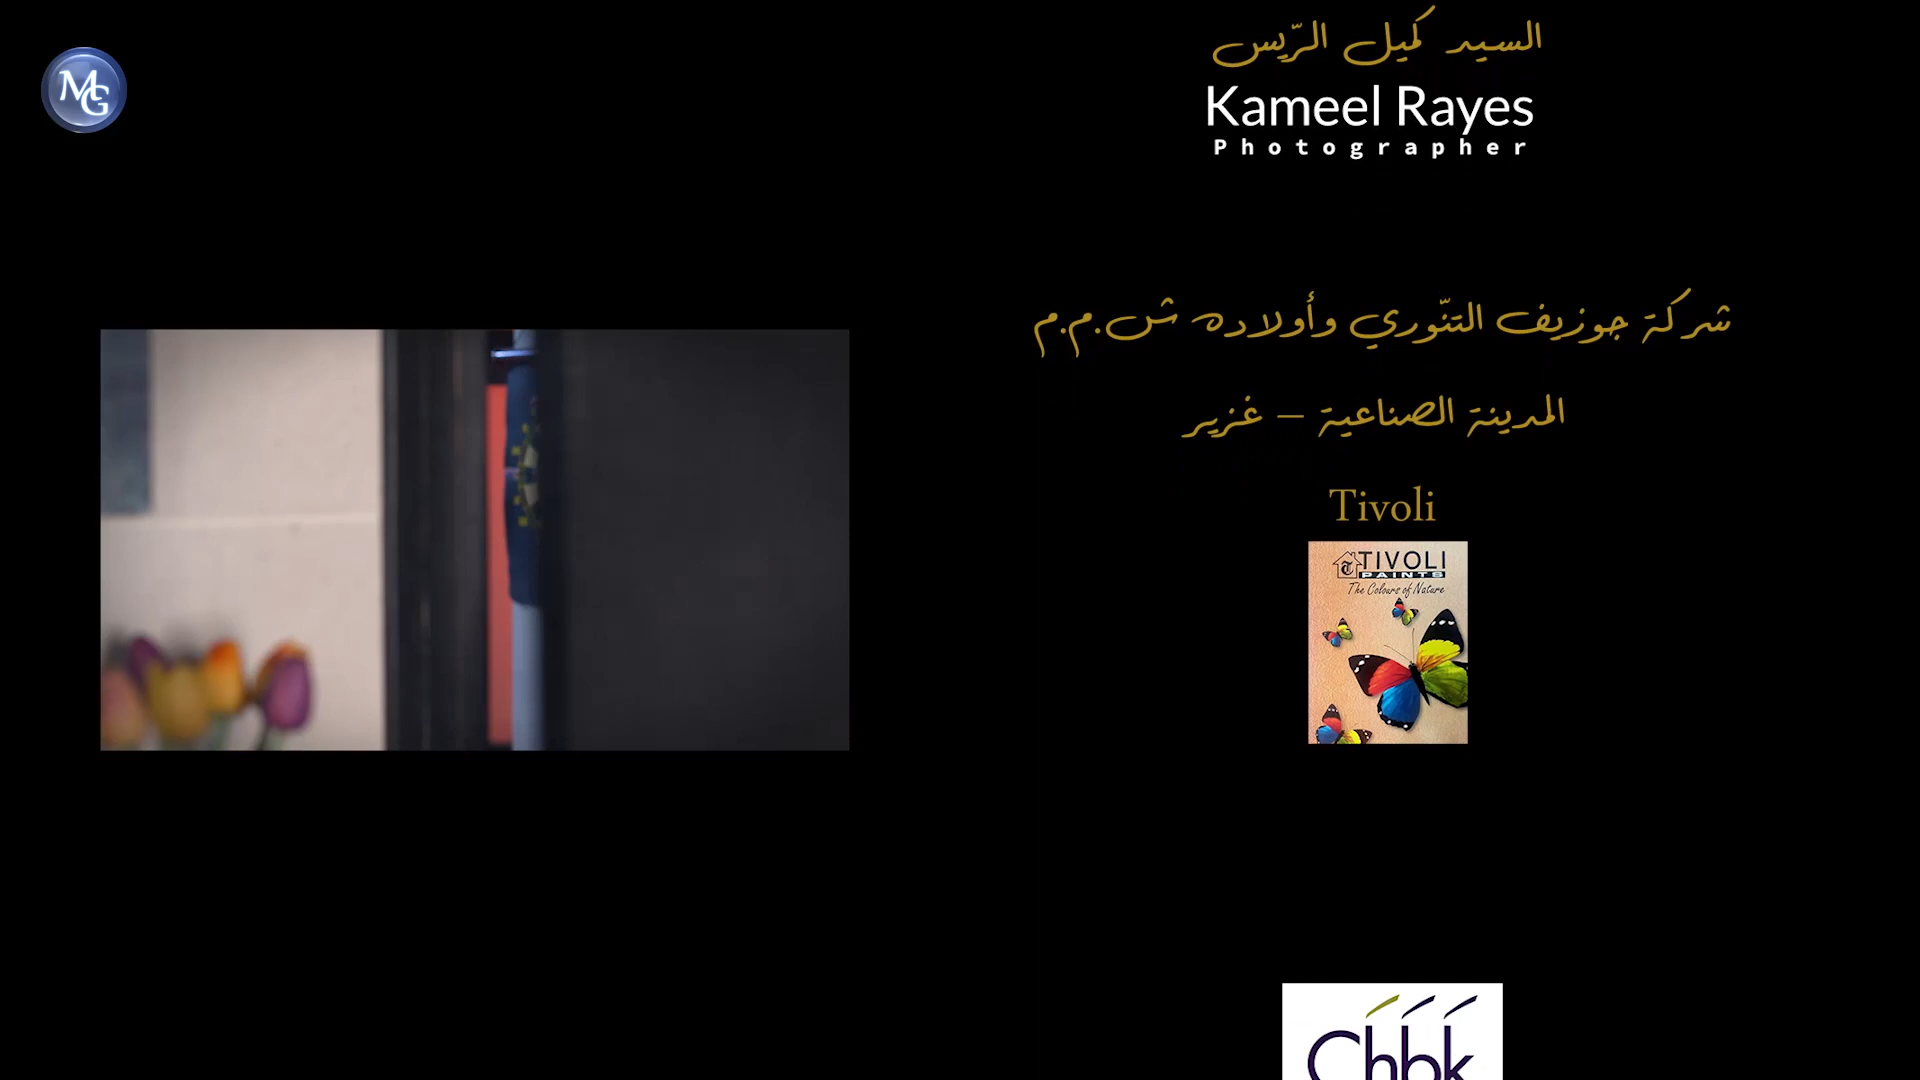 MG
السيد كميل الرّيس
Kameel Rayes
Photographer
شركة جوزيف التنّوري وأولاده ش.م.م
المدينة الصناعية – غزير
Tivoli
TIVOLI
PAINTS
The Colours of Nature
Chbk